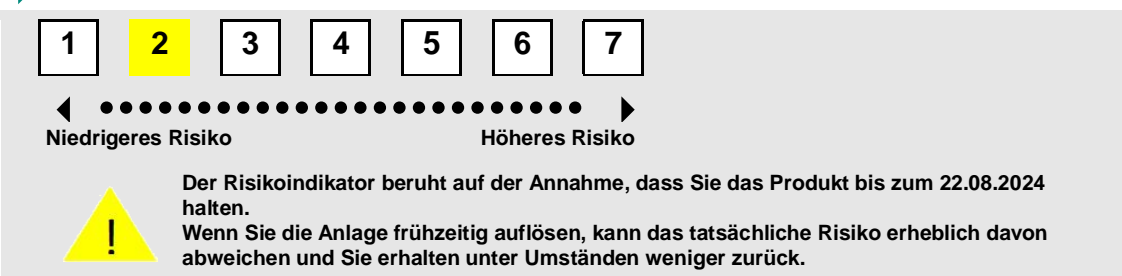 1 2 3 4 5 6 7
Niedrigeres Risiko Höheres Risiko
Der Risikoindikator beruht auf der Annahme, dass Sie das Produkt bis zum 22.08.2024
halten.
Wenn Sie die Anlage frühzeitig auflösen, kann das tatsächliche Risiko erheblich davon
abweichen und Sie erhalten unter Umständen weniger zurück.
!